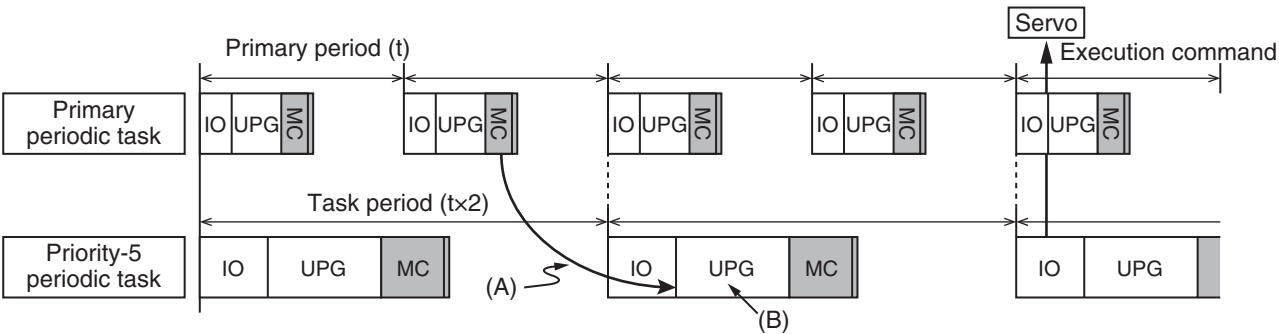 Servo
Primary period (t)
Execution command
Primary
periodic task
IO UPG MC IO UPG MC IO UPG MC IO UPG MC IO UPG MC
Task period (t×2)
Priority-5
periodic task
IO UPG MC IO UPG MC IO UPG
(A)
(B)